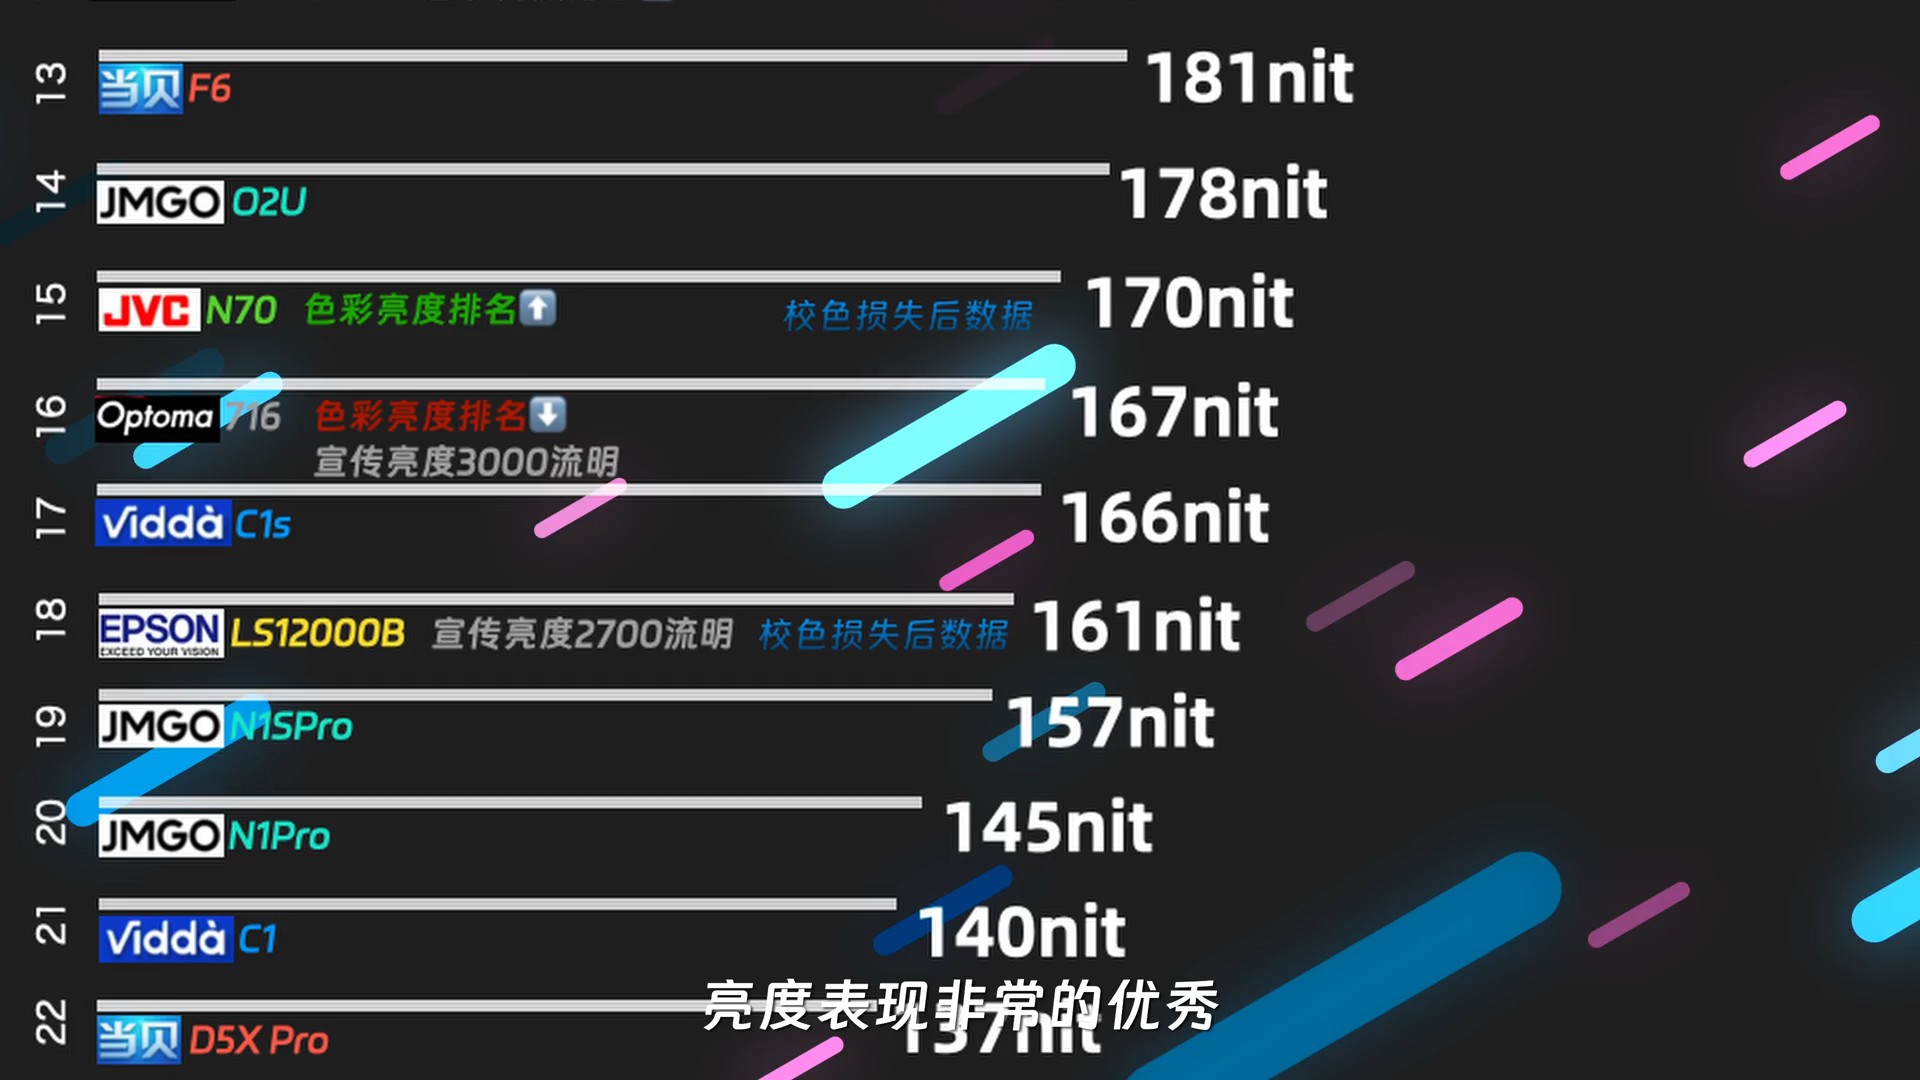 13 当贝 F6 181nit
14 JMGO O2U 178nit
15 JVC N70 色彩亮度排名⬆ 校色损失后数据 170nit
16 Optoma 716 色彩亮度排名⬇ 167nit
宣传亮度3000流明
17 Vidda C1s 166nit
18 EPSON LS12000B 宣传亮度2700流明 校色损失后数据 161nit
EXCEED YOUR VISION
19 JMGO N1SPro 157nit
20 JMGO N1Pro 145nit
21 Vidda C1 140nit
亮度表现非常的优秀
22 当贝 D5X Pro 137nit